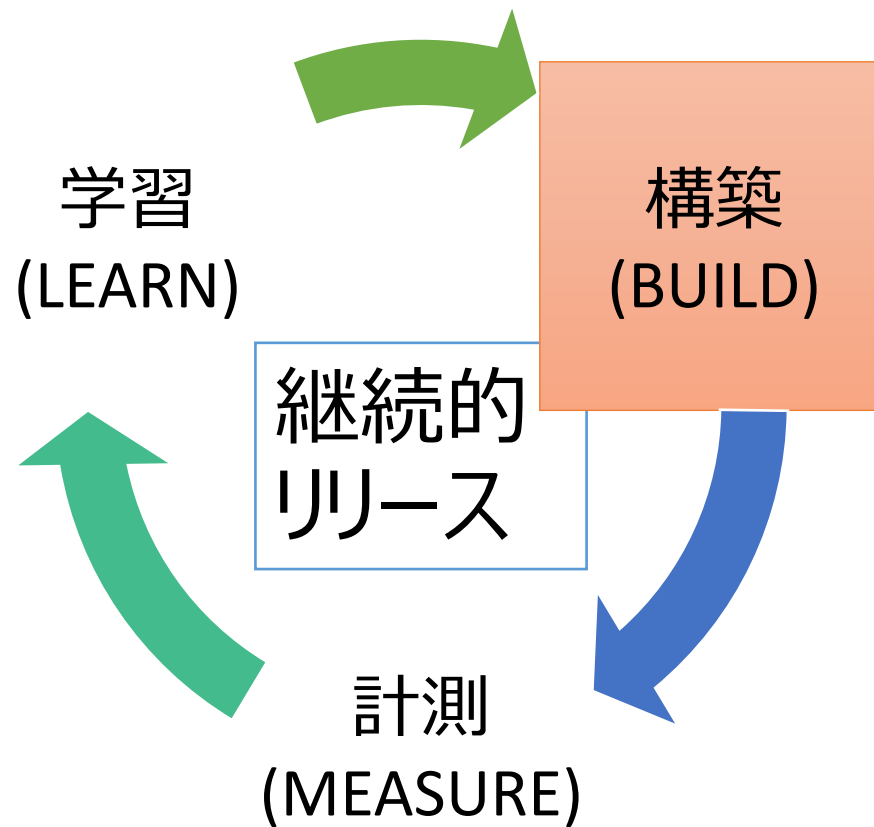 学習
(LEARN)
構築
(BUILD)
継続的
リリース
計測
(MEASURE)